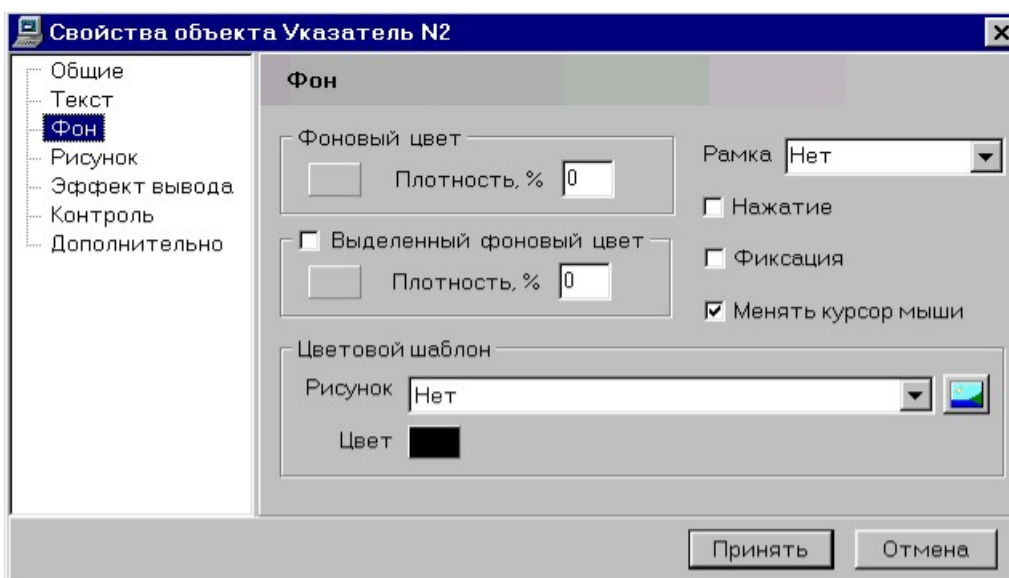 Свойства объекта Указатель N2
Общие
Текст
Фон
Рисунок
Эффект вывода
Контроль
Дополнительно
Фон
Фоновый цвет
Плотность, % 0
Выделенный фоновый цвет
Плотность, % 0
Рамка Нет
Нажатие
Фиксация
Менять курсор мыши
Цветовой шаблон
Рисунок Нет
Цвет
Принять Отмена